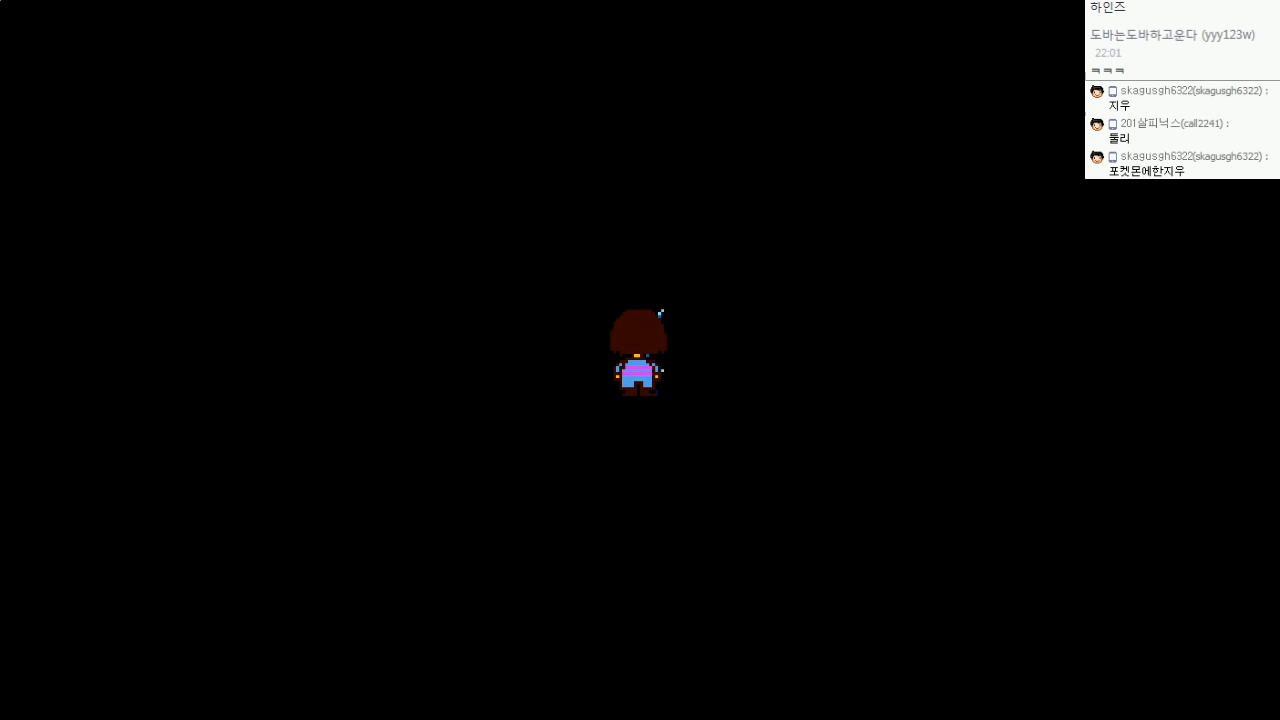 하인즈
도바는도바하고운다 (yyy123w)
22:01
ㅋㅋㅋ
skagusgh6322(skagusgh6322) :
지우
201살피닉스(call2241) :
둘리
skagusgh6322(skagusgh6322) :
포켓몬에한지우